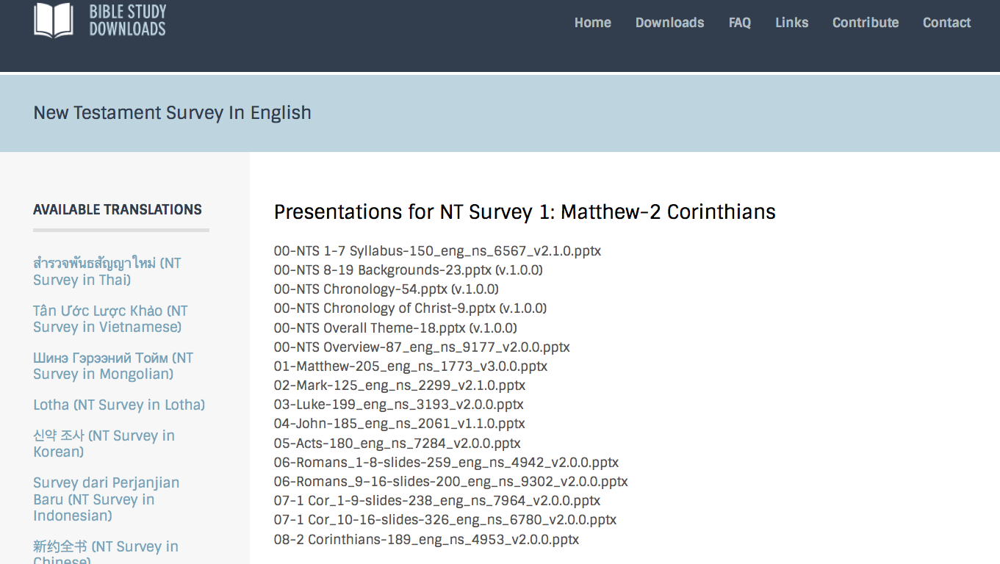 BIBLE STUDY
DOWNLOADS
Home Downloads FAQ Links Contribute Contact
New Testament Survey In English
AVAILABLE TRANSLATIONS
สำรวจพันธสัญญาใหม่ (NT
Survey in Thai)
Tân Ước Lược Khảo (NT
Survey in Vietnamese)
Шинэ Гэрээний Тойм (NT
Survey in Mongolian)
Lotha (NT Survey in Lotha)
신약 조사 (NT Survey in
Korean)
Survey dari Perjanjian
Baru (NT Survey in
Indonesian)
新约全书 (NT Survey in
Chinese)
Presentations for NT Survey 1: Matthew-2 Corinthians
00-NTS 1-7 Syllabus-150_eng_ns_6567_v2.1.0.pptx
00-NTS 8-19 Backgrounds-23.pptx (v.1.0.0)
00-NTS Chronology-54.pptx (v.1.0.0)
00-NTS Chronology of Christ-9.pptx (v.1.0.0)
00-NTS Overall Theme-18.pptx (v.1.0.0)
00-NTS Overview-87_eng_ns_9177_v2.0.0.pptx
01-Matthew-205_eng_ns_1773_v3.0.0.pptx
02-Mark-125_eng_ns_2299_v2.1.0.pptx
03-Luke-199_eng_ns_3193_v2.0.0.pptx
04-John-185_eng_ns_2061_v1.1.0.pptx
05-Acts-180_eng_ns_7284_v2.0.0.pptx
06-Romans_1-8-slides-259_eng_ns_4942_v2.0.0.pptx
06-Romans_9-16-slides-200_eng_ns_9302_v2.0.0.pptx
07-1 Cor_1-9-slides-238_eng_ns_7964_v2.0.0.pptx
07-1 Cor_10-16-slides-326_eng_ns_6780_v2.0.0.pptx
08-2 Corinthians-189_eng_ns_4953_v2.0.0.pptx